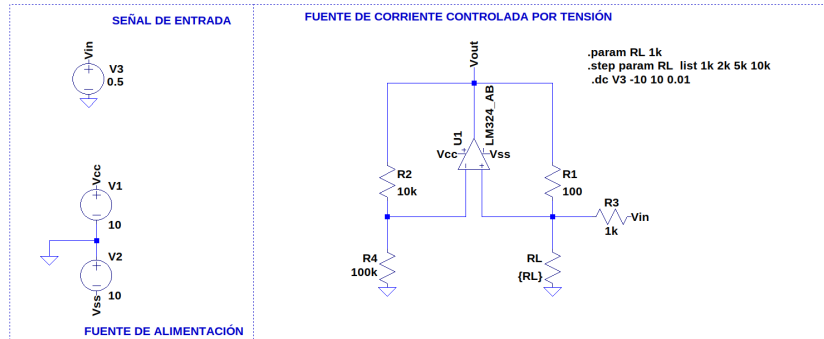 SEÑAL DE ENTRADA
FUENTE DE CORRIENTE CONTROLADA POR TENSIÓN
Vin
V3
0.5
Vout
.param RL 1k
.step param RL list 1k 2k 5k 10k
.dc V3 -10 10 0.01
U1
LM324_AB
Vcc
Vss
R2
10k
R1
100
R3
1k
Vin
Vcc
V1
10
V2
10
Vss
R4
100k
RL
{RL}
FUENTE DE ALIMENTACIÓN